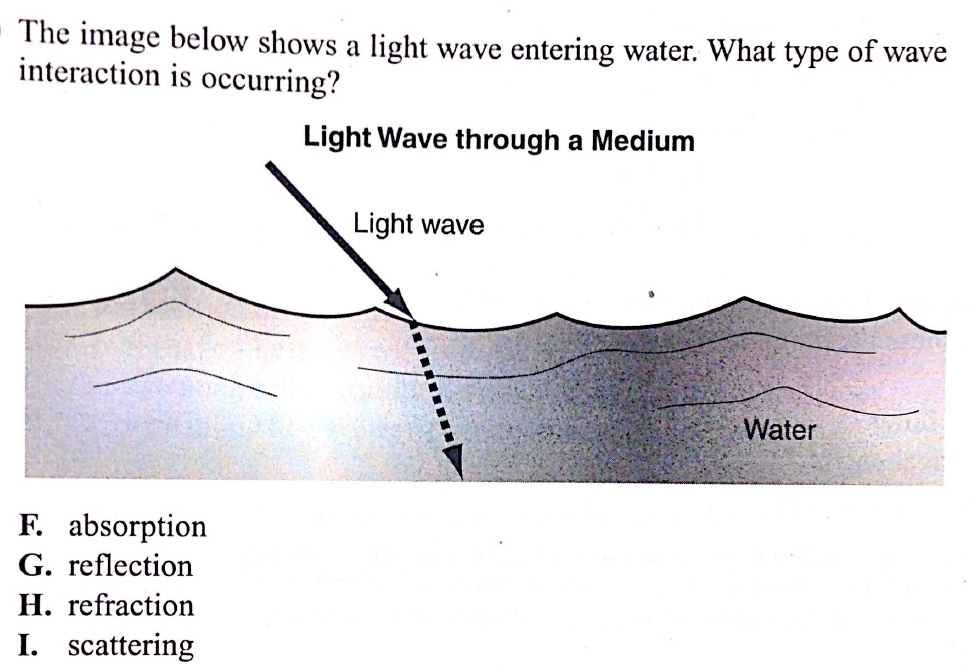 The image below shows a light wave entering water. What type of wave
interaction is occurring?
Light Wave through a Medium
Light wave
Water
F. absorption
G. reflection
H. refraction
I. scattering